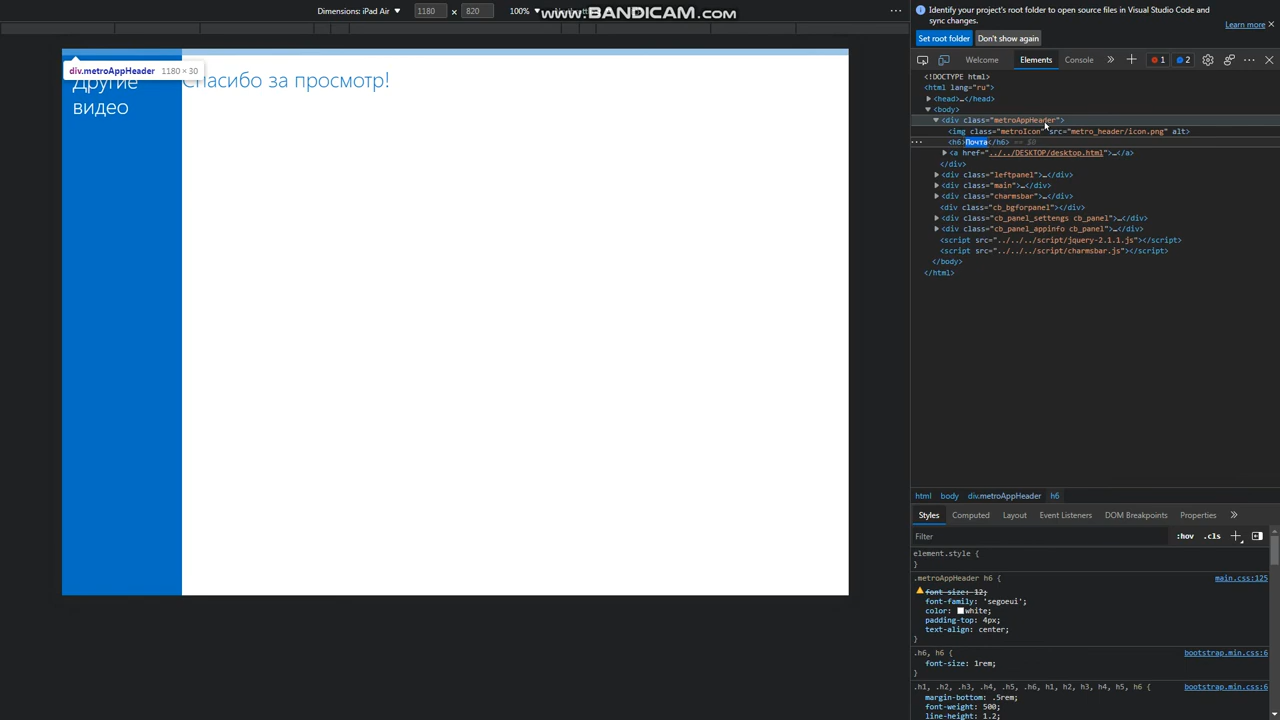 Dimensions: iPad Air
1180
×
820
100%
www.BANDICAM.com
Identify your project's root folder to open source files in Visual Studio Code and
sync changes.
Learn more
Set root folder
Don't show again
Welcome
Elements
Console
1
2
div.metroAppHeader
1180 × 30
Другие
видео
Спасибо за просмотр!
<!DOCTYPE html>
<html lang="ru">
<head>…</head>
<body>
<div class="metroAppHeader">
<img class="metroIcon" src="metro_header/icon.png" alt>
<h6>Почта</h6> == $0
<a href="../../DESKTOP/desktop.html">…</a>
</div>
<div class="leftpanel">…</div>
<div class="main">…</div>
<div class="charmsbar">…</div>
<div class="cb_bgforpanel"></div>
<div class="cb_panel_settengs cb_panel">…</div>
<div class="cb_panel_appinfo cb_panel">…</div>
<script src="../../../script/jquery-2.1.1.js"></script>
<script src="../../../script/charmsbar.js"></script>
</body>
</html>
html
body
div.metroAppHeader
h6
Styles
Computed
Layout
Event Listeners
DOM Breakpoints
Properties
Filter
:hov
.cls
element.style {
}
.metroAppHeader h6 {
main.css:125
font-size: 12;
font-family: 'segoeui';
color: white;
padding-top: 4px;
text-align: center;
}
.h6, h6 {
bootstrap.min.css:6
font-size: 1rem;
}
.h1, .h2, .h3, .h4, .h5, .h6, h1, h2, h3, h4, h5, h6 {
bootstrap.min.css:6
margin-bottom: .5rem;
font-weight: 500;
line-height: 1.2;